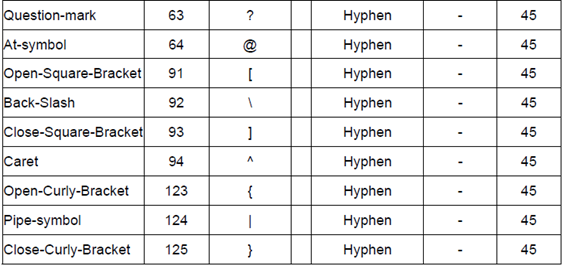 Question-mark 63 ? Hyphen - 45
At-symbol 64 @ Hyphen - 45
Open-Square-Bracket 91 [ Hyphen - 45
Back-Slash 92 \ Hyphen - 45
Close-Square-Bracket 93 ] Hyphen - 45
Caret 94 ^ Hyphen - 45
Open-Curly-Bracket 123 { Hyphen - 45
Pipe-symbol 124 | Hyphen - 45
Close-Curly-Bracket 125 } Hyphen - 45